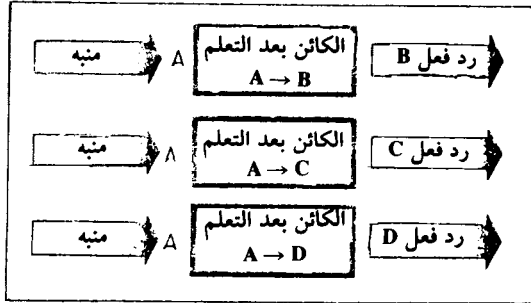 الكائن بعد التعلم
منبه A A → B رد فعل B
الكائن بعد التعلم
منبه A A → C رد فعل C
الكائن بعد التعلم
منبه A A → D رد فعل D